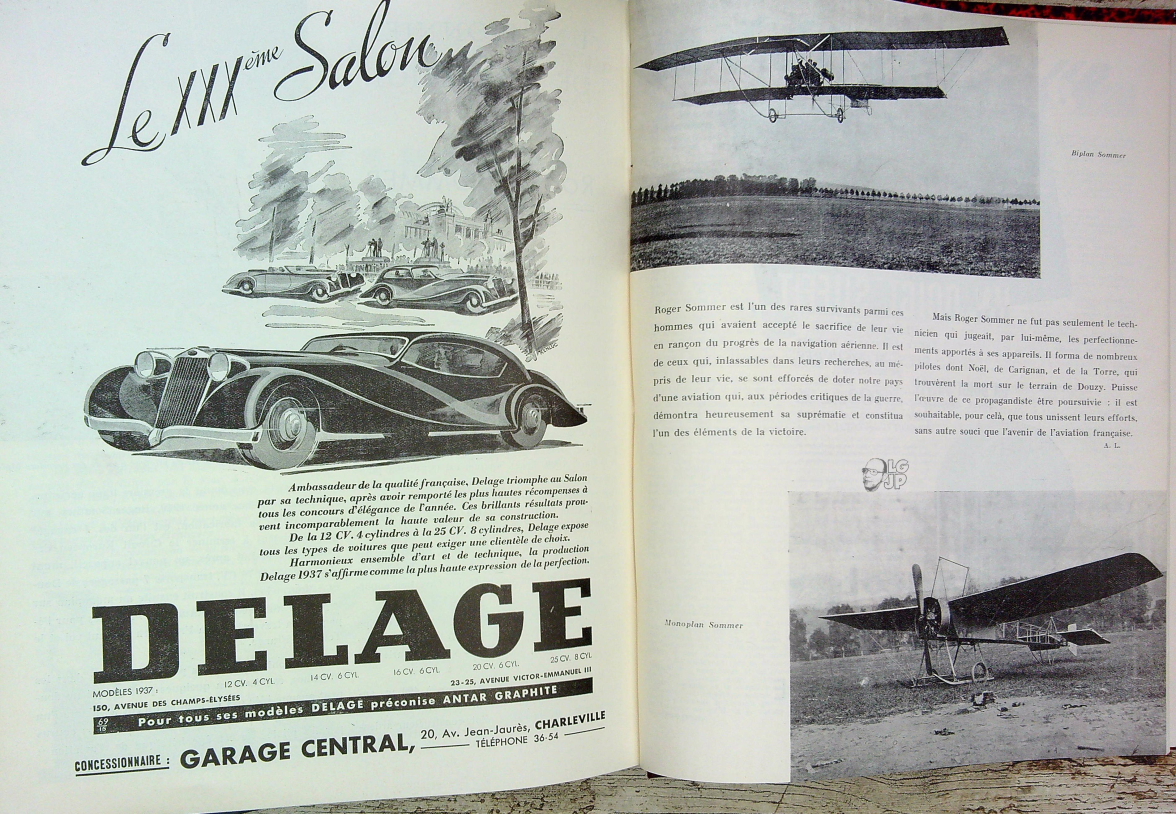 Le XXXème Salon
Ambassadeur de la qualité française, Delage triomphe au Salon
par sa technique, après avoir remporté les plus hautes récompenses à
tous les concours d'élégance de l'année. Ces brillants résultats prou-
vent incomparablement la haute valeur de sa construction.
De la 12 CV. 4 cylindres à la 25 CV. 8 cylindres, Delage expose
tous les types de voitures que peut exiger une clientèle de choix.
Harmonieux ensemble d'art et de technique, la production
Delage 1937 s'affirme comme la plus haute expression de la perfection.
DELAGE
MODÈLES 1937 : 12 CV. 4 CYL. 14 CV. 6 CYL. 16 CV. 6 CYL. 20 CV. 6 CYL. 25 CV. 8 CYL.
150, AVENUE DES CHAMPS-ÉLYSÉES 23-25, AVENUE VICTOR-EMMANUEL III
69
15
Pour tous ses modèles DELAGE préconise ANTAR GRAPHITE
CONCESSIONNAIRE : GARAGE CENTRAL, 20, Av. Jean-Jaurès, CHARLEVILLE
TÉLÉPHONE 36-54
Biplan Sommer
Roger Sommer est l'un des rares survivants parmi ces
hommes qui avaient accepté le sacrifice de leur vie
en rançon du progrès de la navigation aérienne. Il est
de ceux qui, inlassables dans leurs recherches, au mé-
pris de leur vie, se sont efforcés de doter notre pays
d'une aviation qui, aux périodes critiques de la guerre,
démontra heureusement sa suprématie et constitua
l'un des éléments de la victoire.
Mais Roger Sommer ne fut pas seulement le tech-
nicien qui jugeait, par lui-même, les perfectionne-
ments apportés à ses appareils. Il forma de nombreux
pilotes dont Noël, de Carignan, et de la Torre, qui
trouvèrent la mort sur le terrain de Douzy. Puisse
l'œuvre de ce propagandiste être poursuivie : il est
souhaitable, pour celà, que tous unissent leurs efforts,
sans autre souci que l'avenir de l'aviation française.
A. L.
LG
JP
Monoplan Sommer